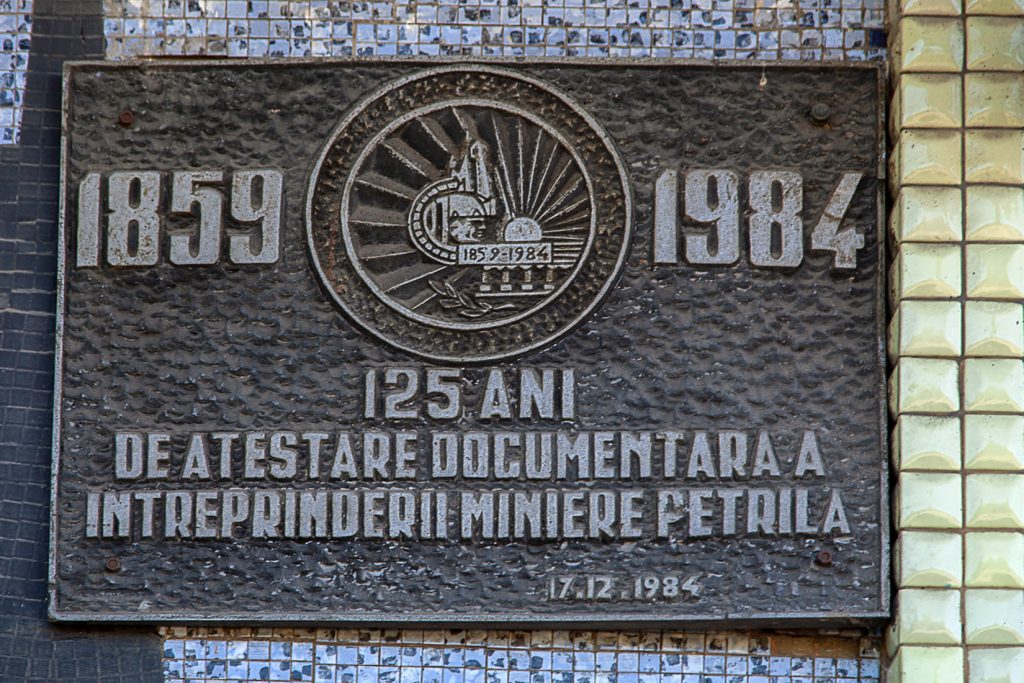 1859 1984
1859-1984
125 ANI
DE ATESTARE DOCUMENTARA A
INTREPRINDERII MINIERE PETRILA
17.12.1984